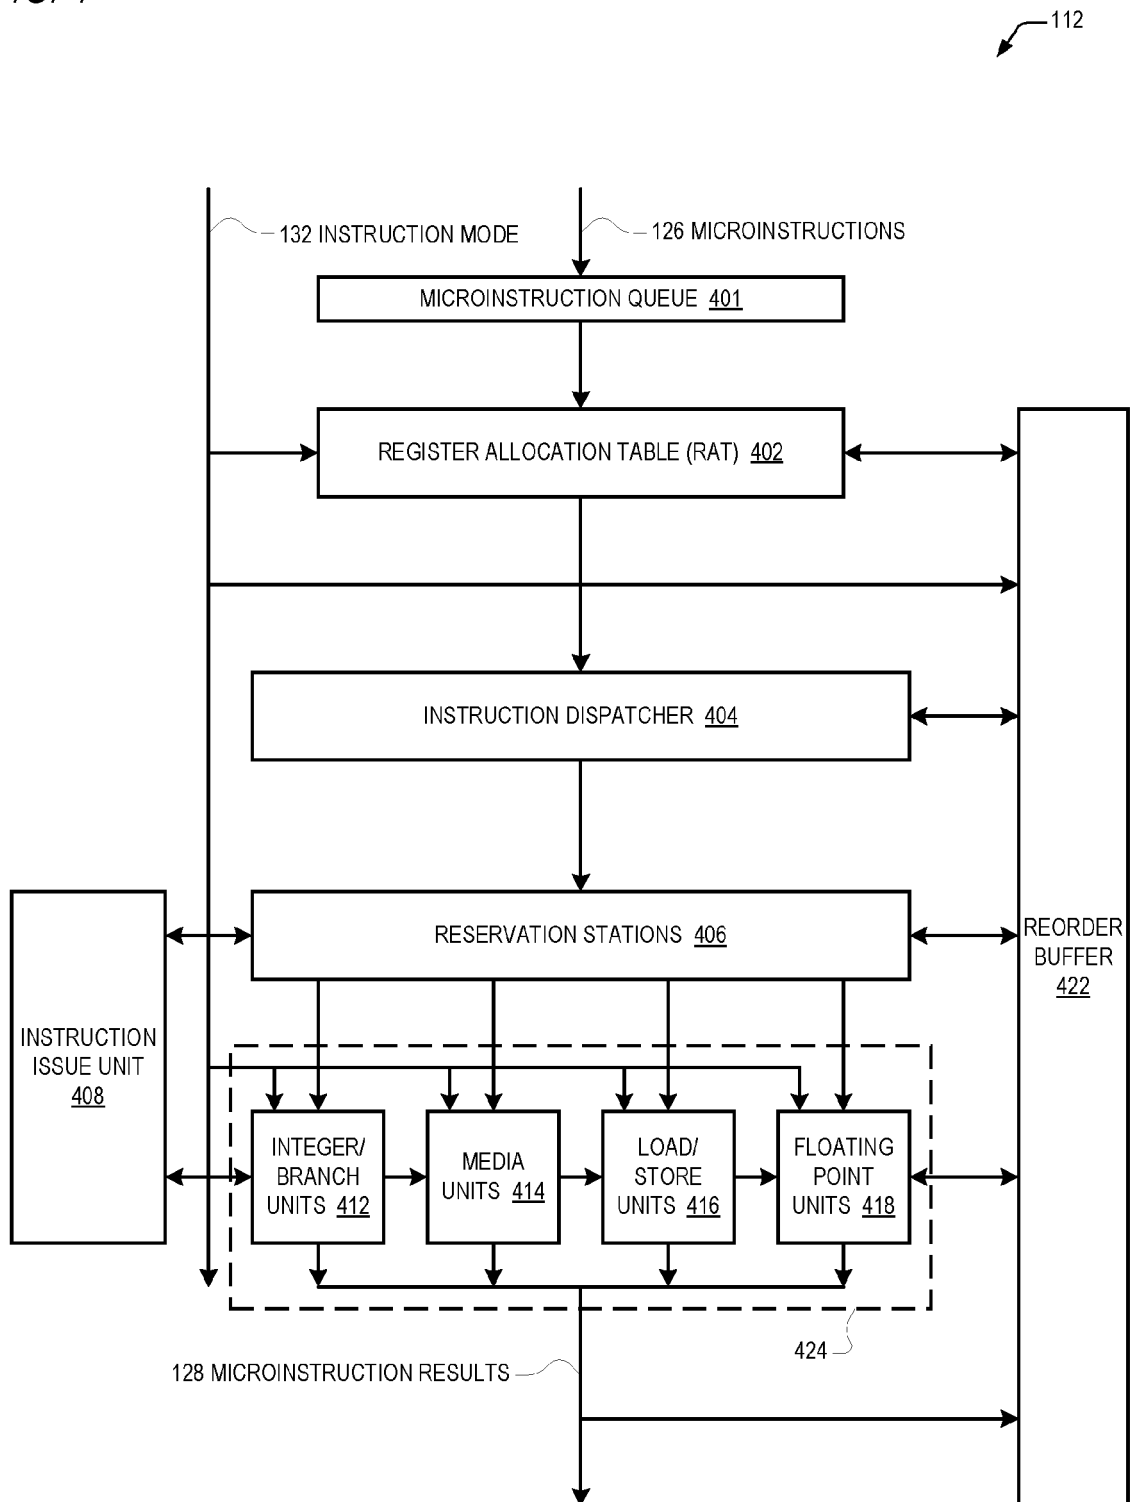 112
132 INSTRUCTION MODE
126 MICROINSTRUCTIONS
MICROINSTRUCTION QUEUE 401
REGISTER ALLOCATION TABLE (RAT) 402
INSTRUCTION DISPATCHER 404
RESERVATION STATIONS 406
REORDER
BUFFER
422
INSTRUCTION
ISSUE UNIT
408
INTEGER/
BRANCH
UNITS 412
MEDIA
UNITS 414
LOAD/
STORE
UNITS 416
FLOATING
POINT
UNITS 418
424
128 MICROINSTRUCTION RESULTS